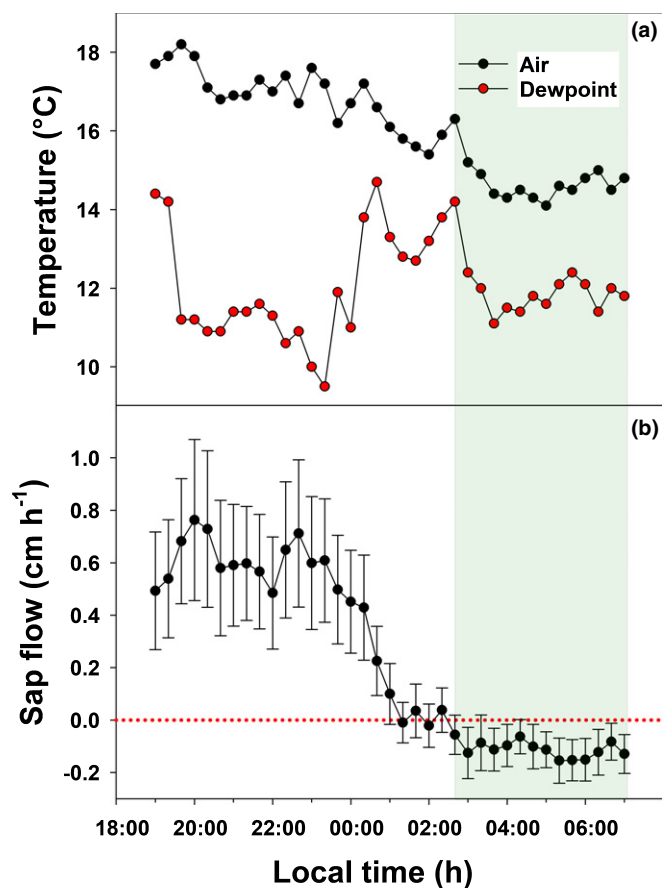 (a)
18
16
14
12
10
Temperature (°C)
Air
Dewpoint
(b)
1.0
0.8
0.6
0.4
0.2
0.0
-0.2
Sap flow (cm h⁻¹)
18:00 20:00 22:00 00:00 02:00 04:00 06:00
Local time (h)